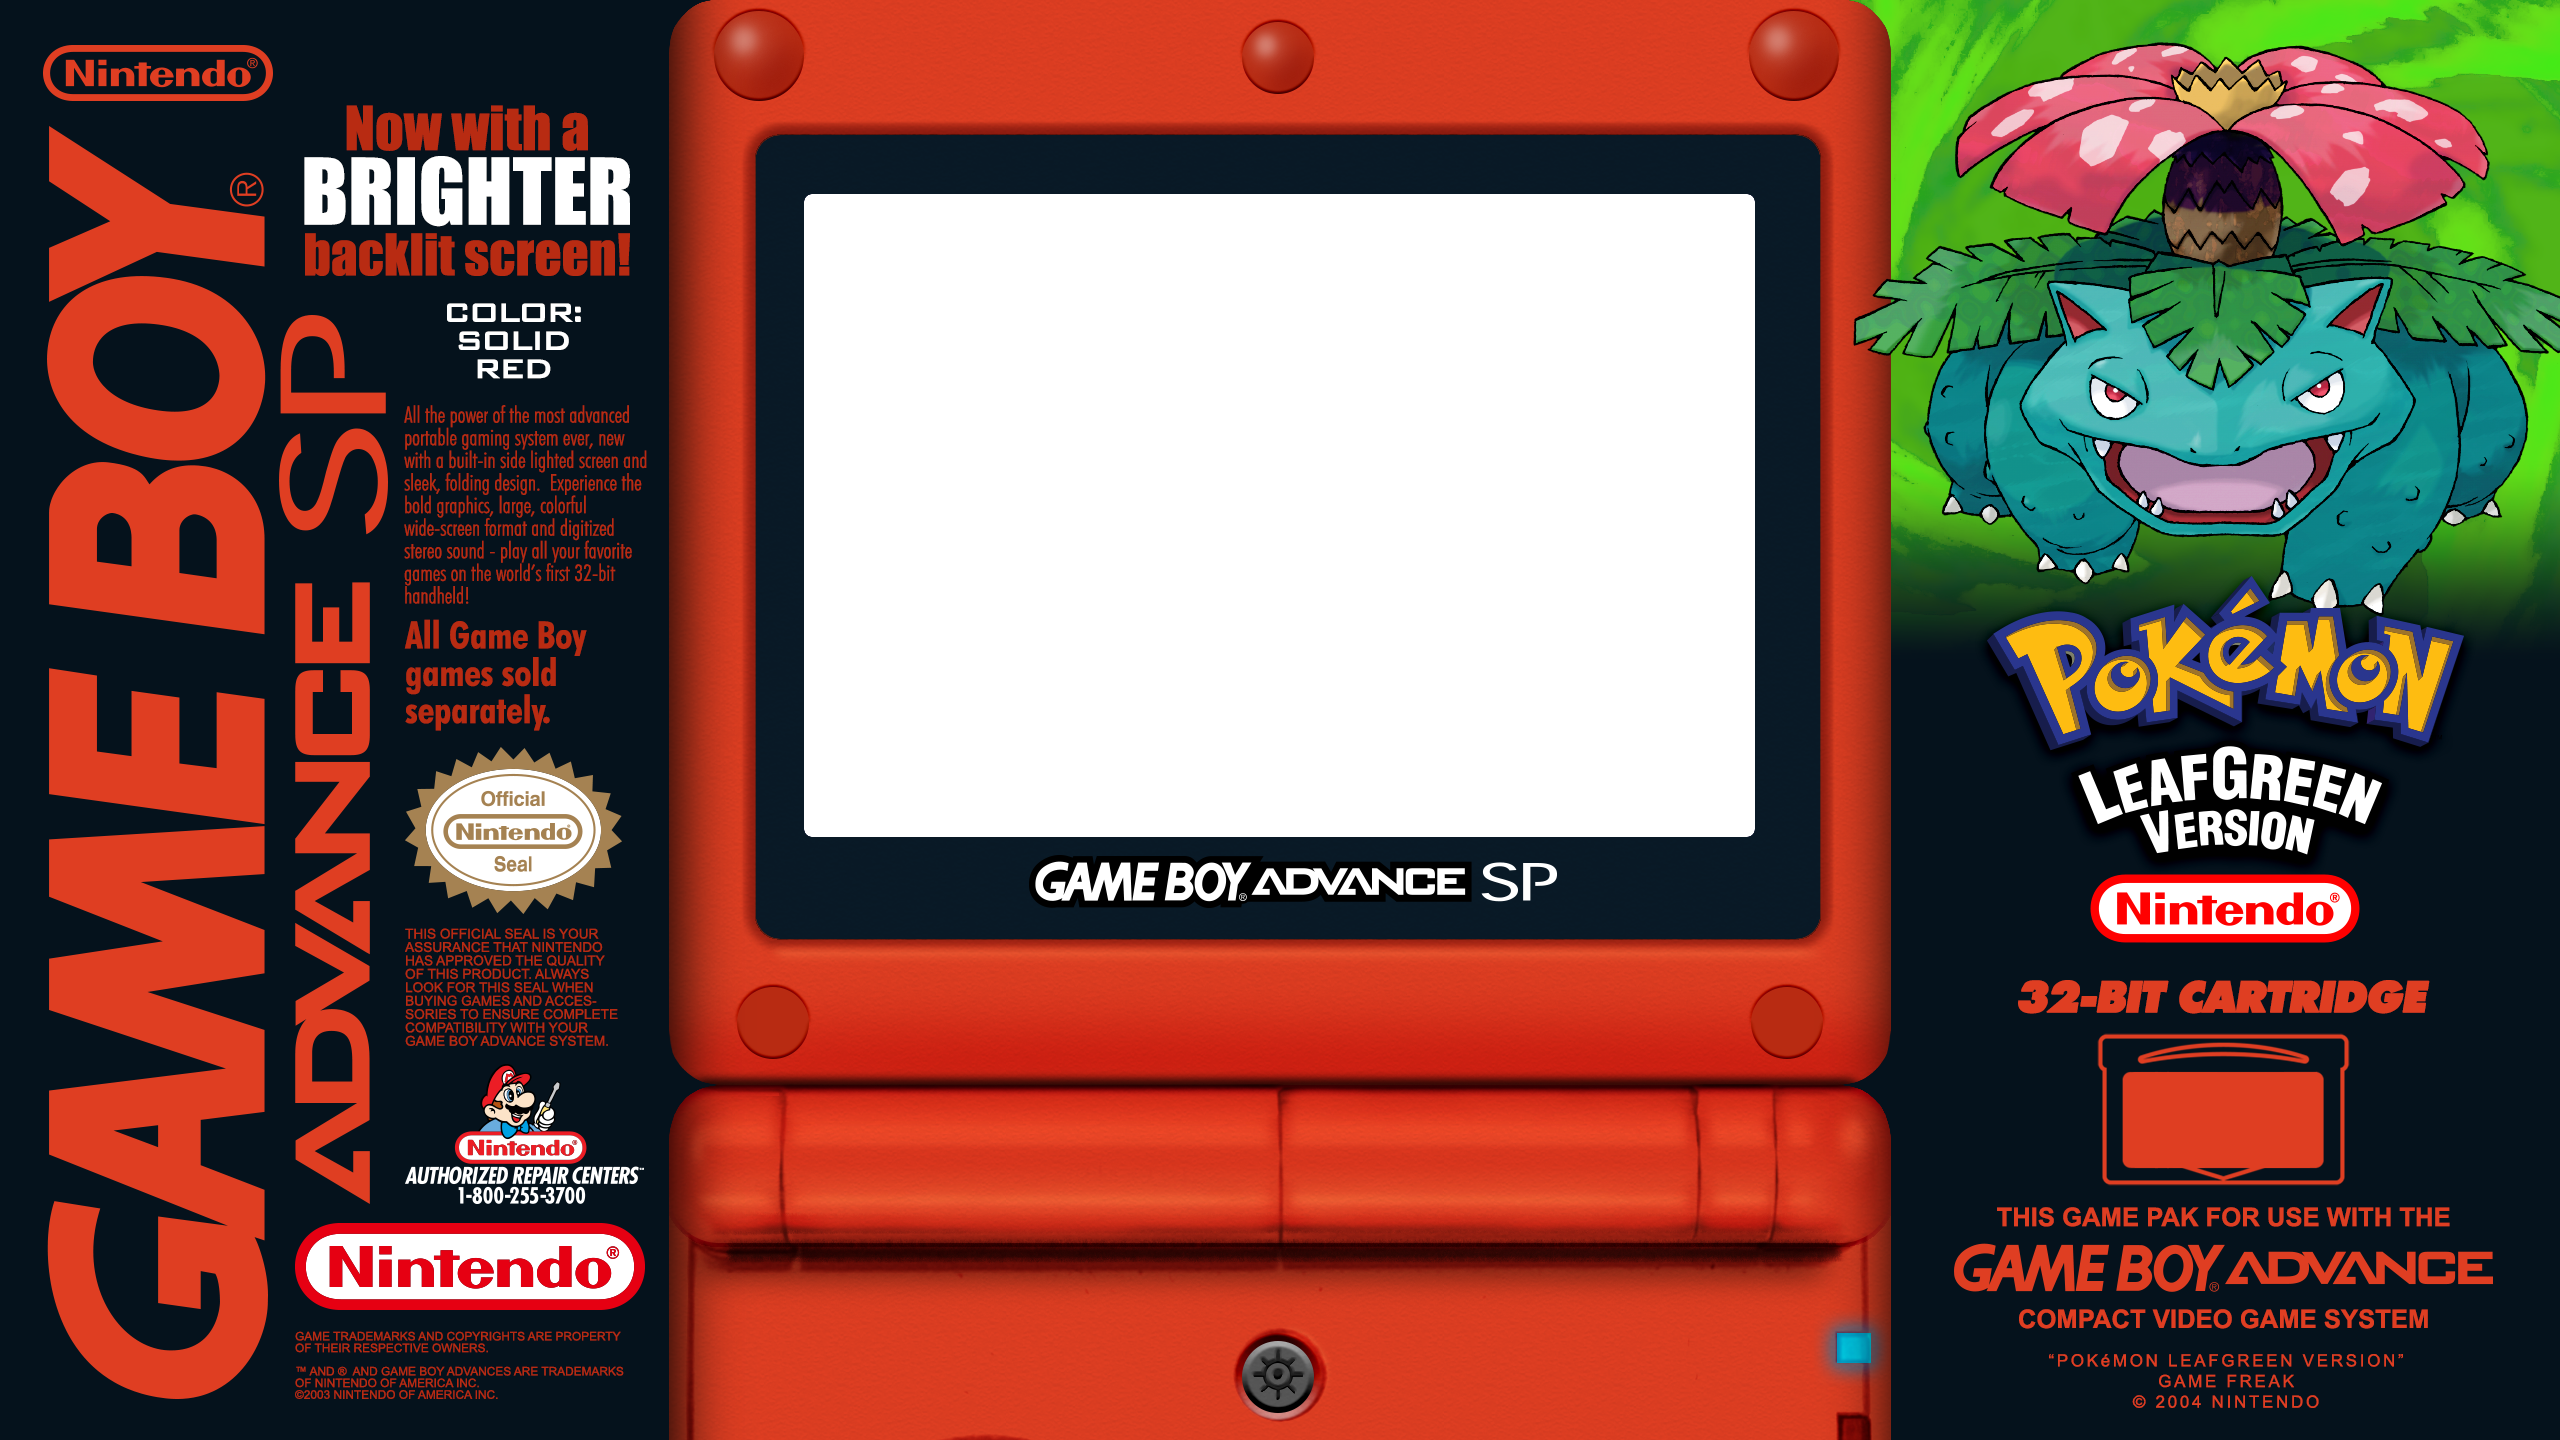 Nintendo®
GAME BOY®
ADVANCE SP
Now with a
BRIGHTER
backlit screen!
COLOR:
SOLID
RED
All the power of the most advanced
portable gaming system ever, new
with a built-in side lighted screen and
sleek, folding design. Experience the
bold graphics, large, colorful
wide-screen format and digitized
stereo sound - play all your favorite
games on the world's first 32-bit
handheld!
All Game Boy
games sold
separately.
Official
Nintendo®
Seal
THIS OFFICIAL SEAL IS YOUR
ASSURANCE THAT NINTENDO
HAS APPROVED THE QUALITY
OF THIS PRODUCT. ALWAYS
LOOK FOR THIS SEAL WHEN
BUYING GAMES AND ACCES-
SORIES TO ENSURE COMPLETE
COMPATIBILITY WITH YOUR
GAME BOY ADVANCE SYSTEM.
Nintendo®
AUTHORIZED REPAIR CENTERS™
1-800-255-3700
Nintendo®
GAME TRADEMARKS AND COPYRIGHTS ARE PROPERTY
OF THEIR RESPECTIVE OWNERS.
™ AND ® AND GAME BOY ADVANCES ARE TRADEMARKS
OF NINTENDO OF AMERICA INC.
©2003 NINTENDO OF AMERICA INC.
GAME BOY® ADVANCE SP
POKéMON
LEAFGREEN
VERSION
Nintendo®
32-BIT CARTRIDGE
THIS GAME PAK FOR USE WITH THE
GAME BOY® ADVANCE
COMPACT VIDEO GAME SYSTEM
“POKéMON LEAFGREEN VERSION”
GAME FREAK
© 2004 NINTENDO